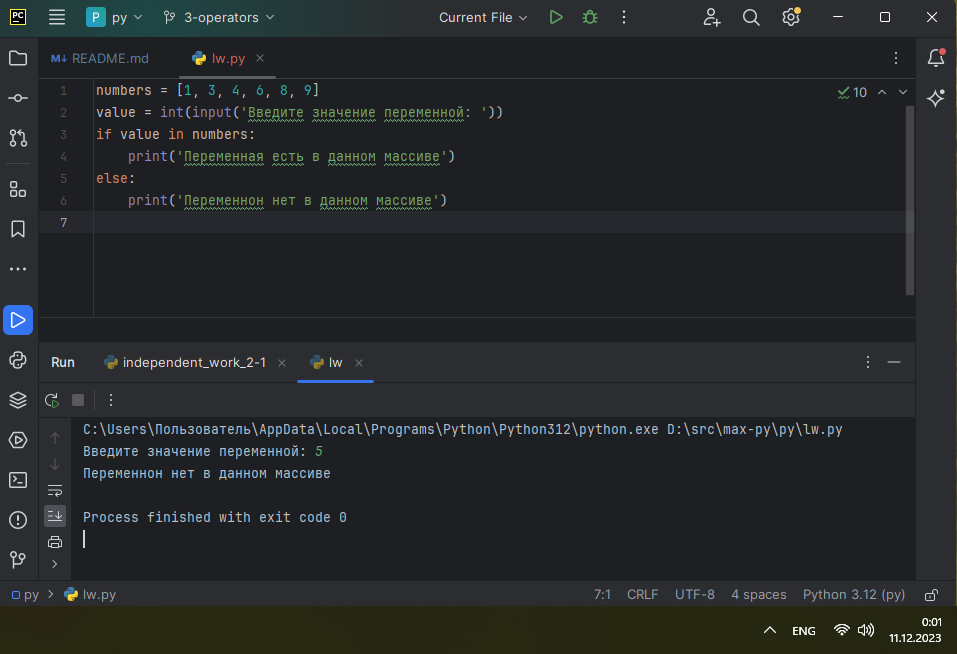 PC P py 3-operators Current File
M↓ README.md lw.py
1 numbers = [1, 3, 4, 6, 8, 9] 10
2 value = int(input('Введите значение переменной: '))
3 if value in numbers:
4 print('Переменная есть в данном массиве')
5 else:
6 print('Переменнон нет в данном массиве')
7
Run independent_work_2-1 lw
C:\Users\Пользователь\AppData\Local\Programs\Python\Python312\python.exe D:\src\max-py\py\lw.py
Введите значение переменной: 5
Переменнон нет в данном массиве
Process finished with exit code 0
py lw.py 7:1 CRLF UTF-8 4 spaces Python 3.12 (py)
ENG 0:01
11.12.2023